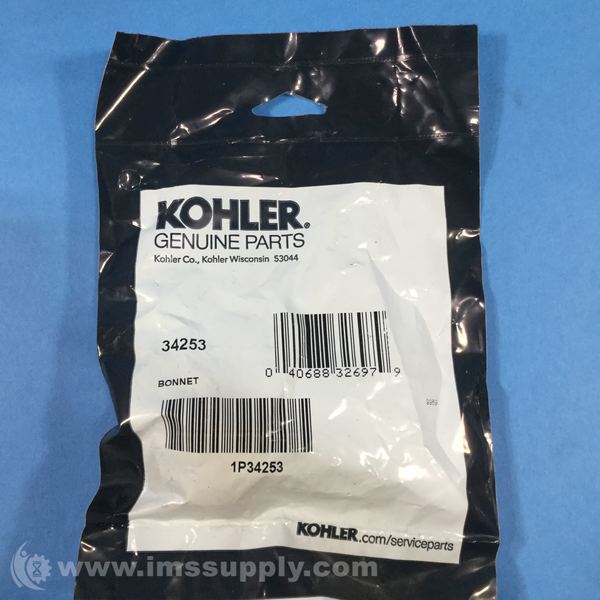 KOHLER®
GENUINE PARTS
Kohler Co., Kohler Wisconsin 53044
34253
0 40688 32697 9
BONNET
1P34253
KOHLER.com/serviceparts
www.imssupply.com